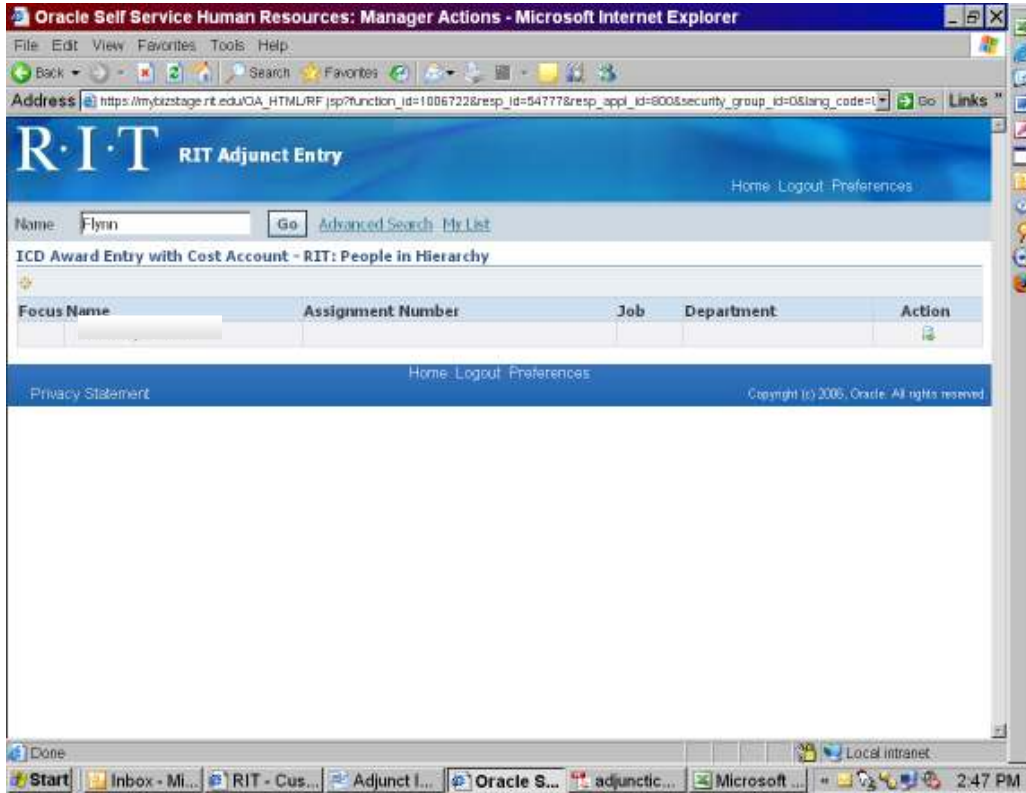 Oracle Self Service Human Resources: Manager Actions - Microsoft Internet Explorer
File Edit View Favorites Tools Help
Back Search Favorites
Address https://mybizstage.rit.edu/OA_HTML/RF.jsp?function_id=1006722&resp_id=54777&resp_appl_id=800&security_group_id=0&lang_code=U Go Links "
R·I·T RIT Adjunct Entry
Home Logout Preferences
Name Flynn Go Advanced Search My List
ICD Award Entry with Cost Account - RIT: People in Hierarchy
Focus Name Assignment Number Job Department Action
Home Logout Preferences
Privacy Statement Copyright (c) 2006, Oracle. All rights reserved.
Done Local intranet
Start Inbox - Mi... RIT - Cus... Adjunct I... Oracle S... adjunctic... Microsoft ... « 2:47 PM